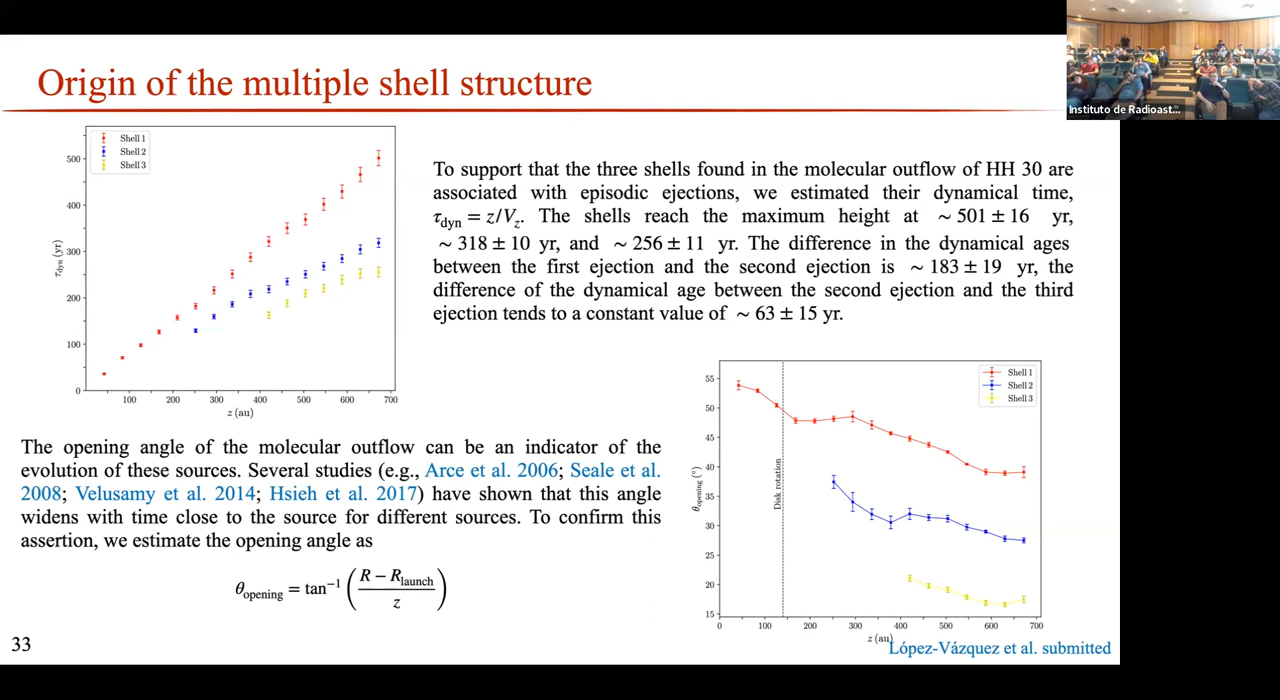 Origin of the multiple shell structure
Instituto de Radioast...
Shell 1
Shell 2
Shell 3
500
400
300
200
100
0
τdyn (yr)
100 200 300 400 500 600 700
z (au)
To support that the three shells found in the molecular outflow of HH 30 are
associated with episodic ejections, we estimated their dynamical time,
τdyn = z/Vz. The shells reach the maximum height at ~ 501 ± 16 yr,
~ 318 ± 10 yr, and ~ 256 ± 11 yr. The difference in the dynamical ages
between the first ejection and the second ejection is ~ 183 ± 19 yr, the
difference of the dynamical age between the second ejection and the third
ejection tends to a constant value of ~ 63 ± 15 yr.
The opening angle of the molecular outflow can be an indicator of the
evolution of these sources. Several studies (e.g., Arce et al. 2006; Seale et al.
2008; Velusamy et al. 2014; Hsieh et al. 2017) have shown that this angle
widens with time close to the source for different sources. To confirm this
assertion, we estimate the opening angle as
θopening = tan⁻¹ ( (R − Rlaunch) / z )
Shell 1
Shell 2
Shell 3
55
50
45
40
35
30
25
20
15
θopening (°)
Disk rotation
0 100 200 300 400 500 600 700
z (au)
López-Vázquez et al. submitted
33